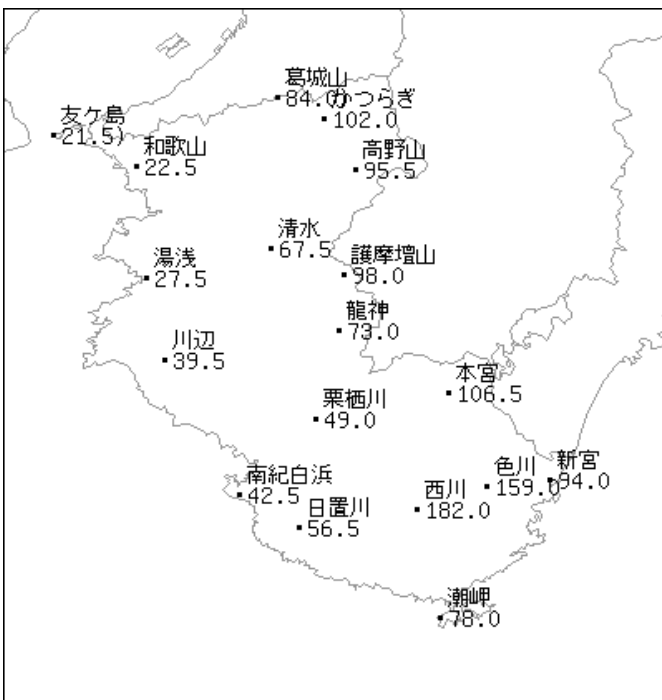 葛城山
84.0)
かつらぎ
102.0
友ケ島
21.5)
和歌山
22.5
高野山
95.5
清水
67.5
護摩壇山
98.0
湯浅
27.5
龍神
73.0
川辺
39.5
本宮
106.5
栗栖川
49.0
南紀白浜
42.5
日置川
56.5
西川
182.0
色川
159.0
新宮
94.0
潮岬
78.0